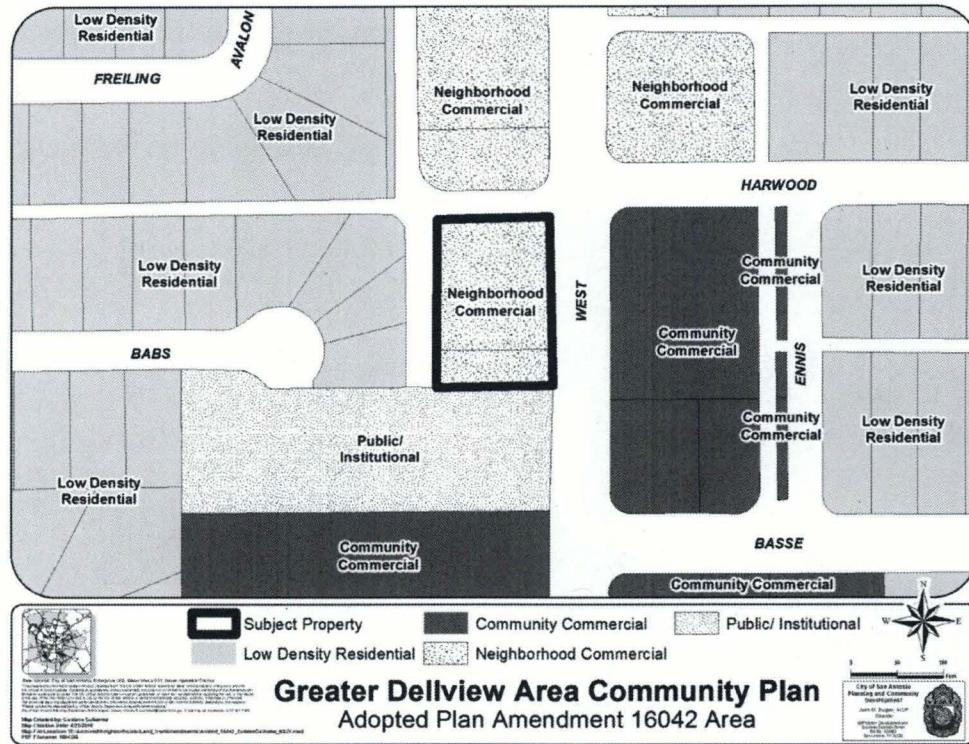 Low Density
Residential
AVALON
FREILING
Low Density
Residential
Neighborhood
Commercial
Neighborhood
Commercial
Low Density
Residential
HARWOOD
Low Density
Residential
Neighborhood
Commercial
WEST
Community
Commercial
Community
Commercial
Low Density
Residential
BABS
ENNIS
Public/
Institutional
Community
Commercial
Low Density
Residential
Low Density
Residential
Community
Commercial
BASSE
Community Commercial
Subject Property
Community Commercial
Public/ Institutional
Low Density Residential
Neighborhood Commercial
N
W
E
S
Greater Dellview Area Community Plan
Adopted Plan Amendment 16042 Area
City of San Antonio
Planning and Community
Development